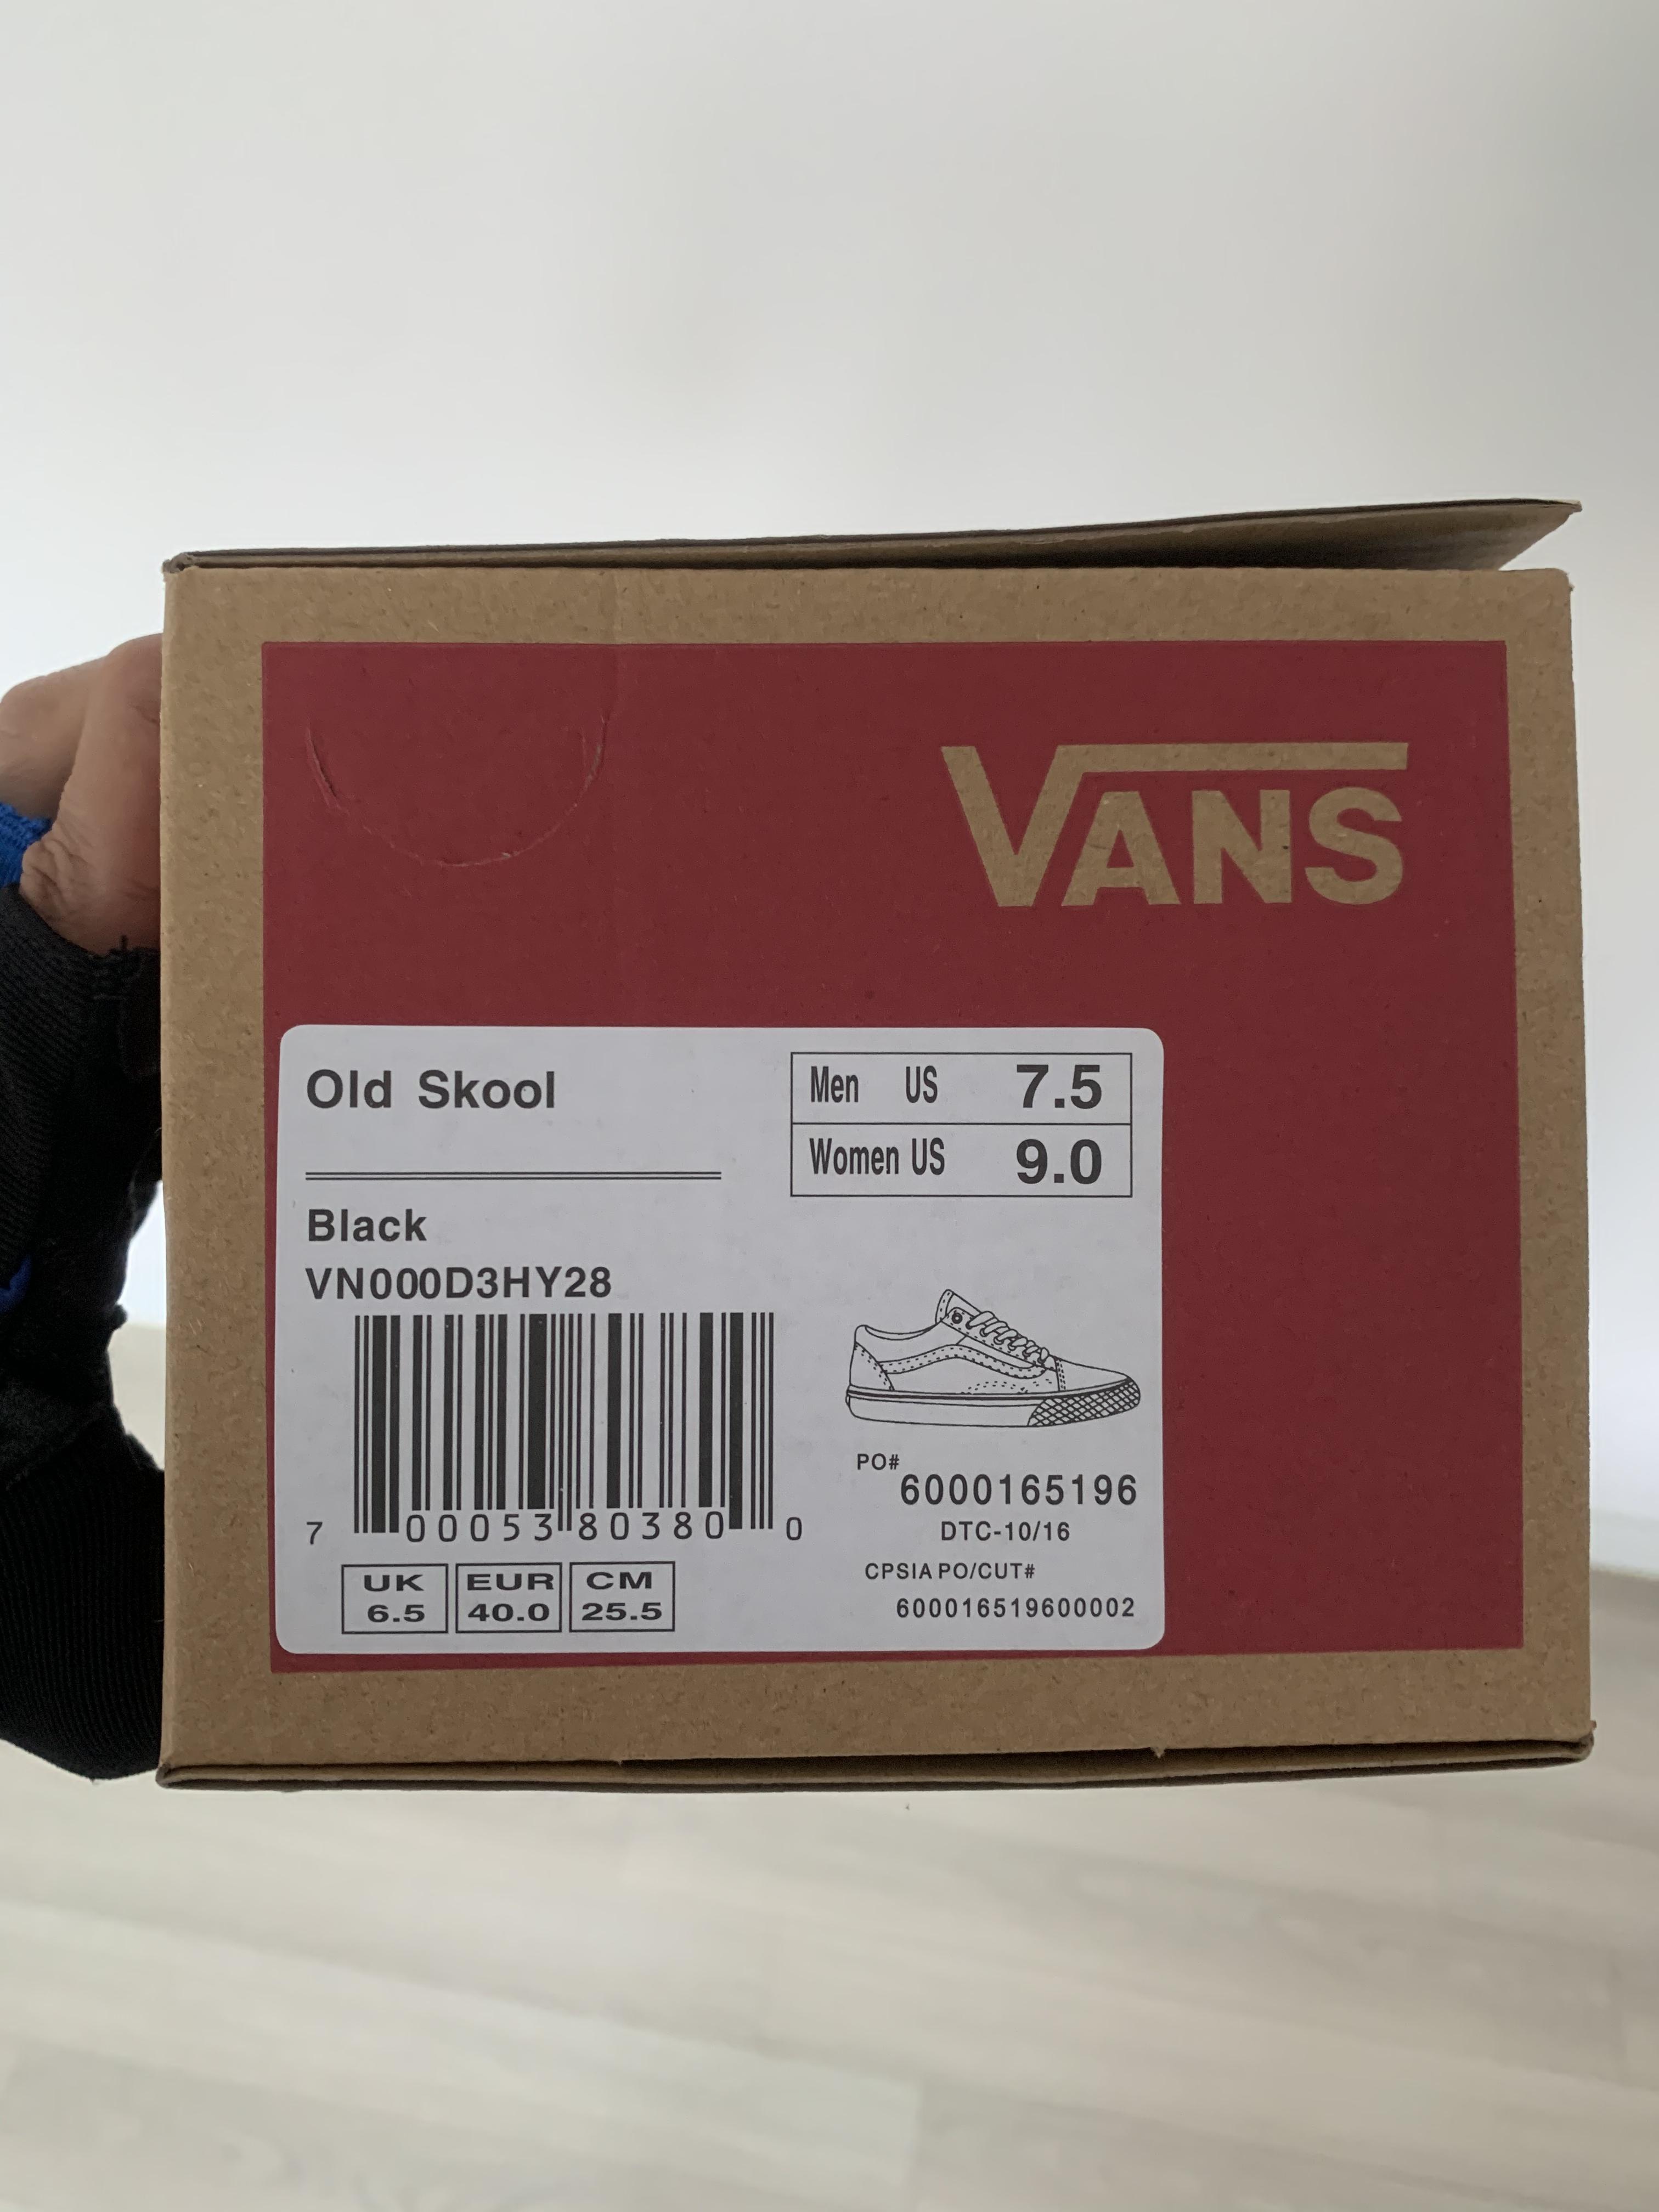 VANS
Old Skool
Men US 7.5
Women US 9.0
Black
VN000D3HY28
7 00053 80380 0
PO#
6000165196
DTC-10/16
CPSIA PO/CUT#
600016519600002
UK EUR CM
6.5 40.0 25.5